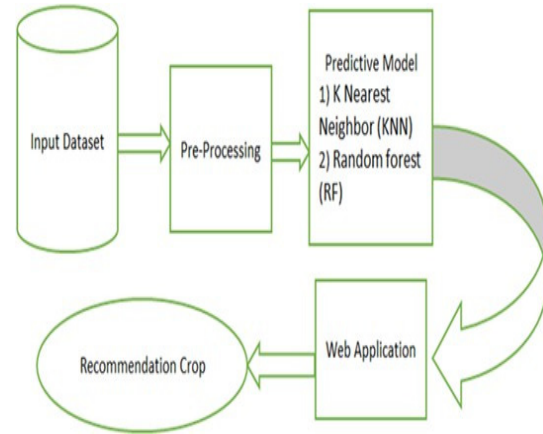 Input Dataset
Pre-Processing
Predictive Model
1) K Nearest
Neighbor (KNN)
2) Random forest
(RF)
Web Application
Recommendation Crop